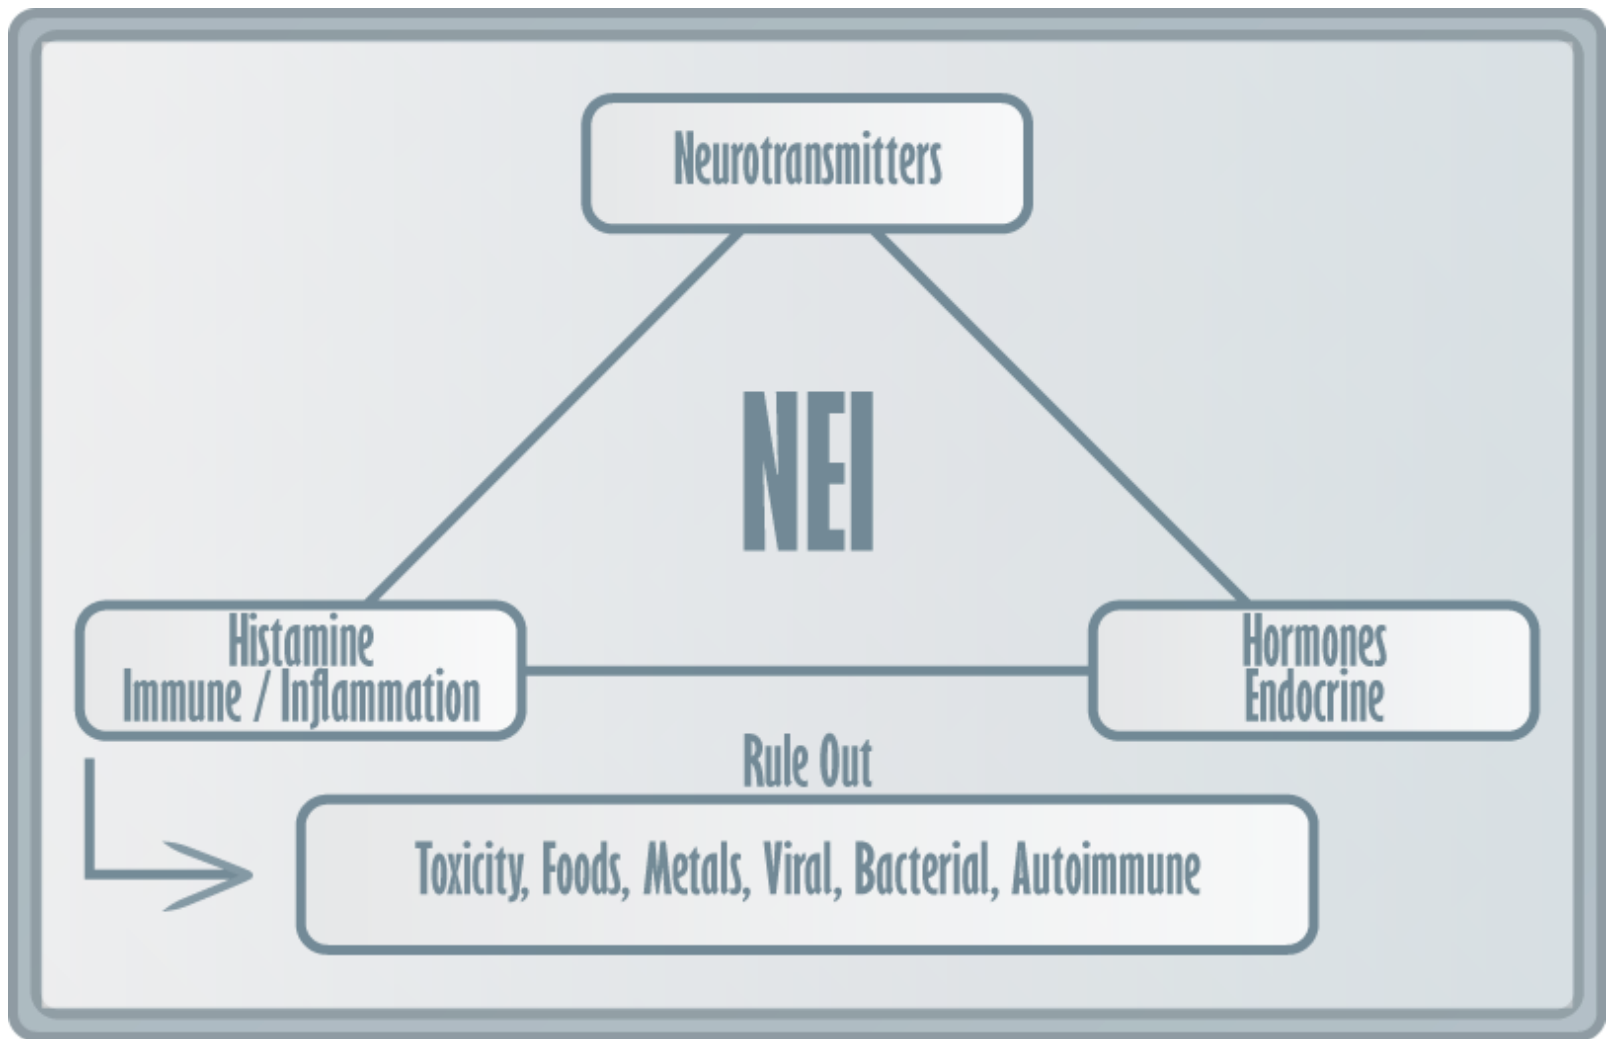 Neurotransmitters
NEI
Histamine
Immune / Inflammation
Hormones
Endocrine
Rule Out
Toxicity, Foods, Metals, Viral, Bacterial, Autoimmune